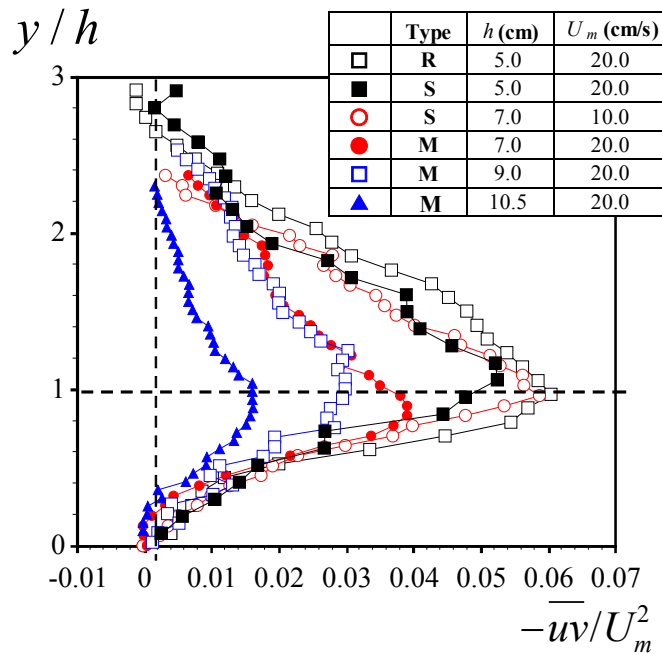 y/h
Type h (cm) U_m (cm/s)
R 5.0 20.0
S 5.0 20.0
S 7.0 10.0
M 7.0 20.0
M 9.0 20.0
M 10.5 20.0
3
2
1
0
-0.01 0 0.01 0.02 0.03 0.04 0.05 0.06 0.07
$-\overline{uv}/U_m^2$